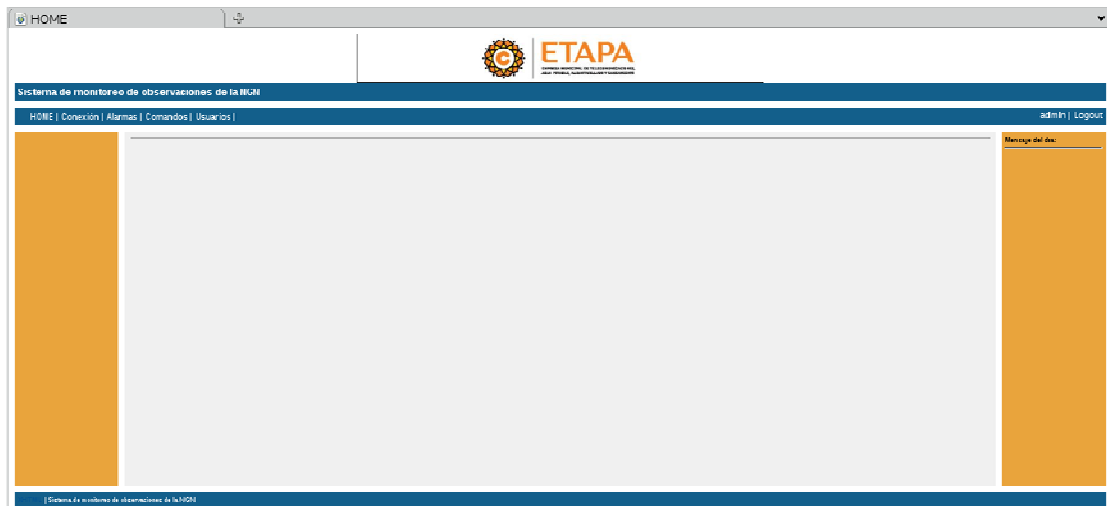 HOME
ETAPA
Sistema de monitoreo de observaciones de la NGN
HOME | Conexión | Alarmas | Comandos | Usuarios |
admin | Logout
Mensaje del día:
| Sistema de monitoreo de observaciones de la NGN